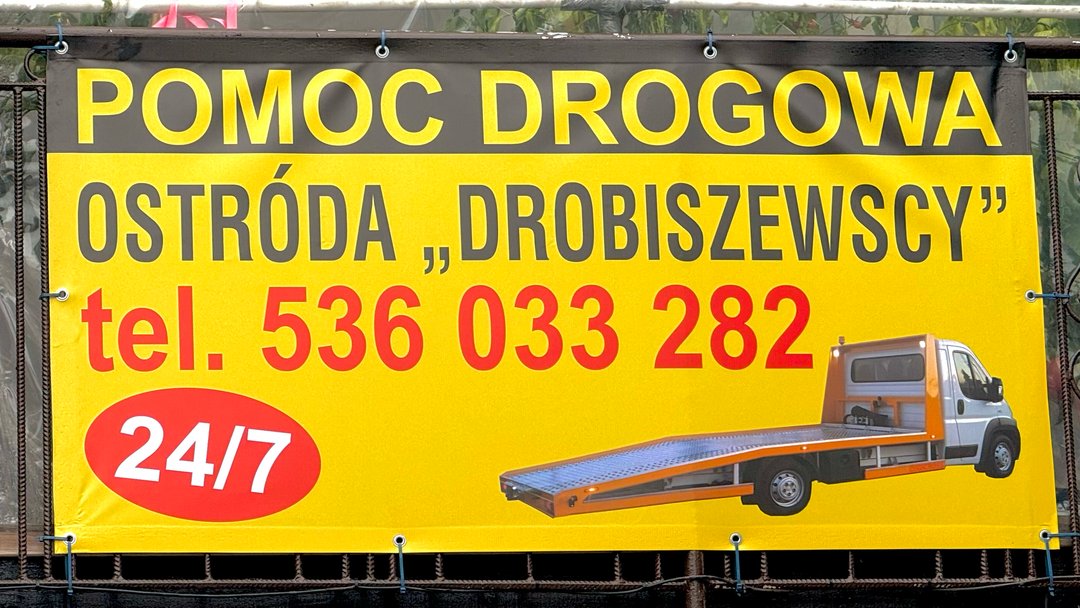 POMOC DROGOWA
OSTRÓDA „DROBISZEWSCY”
tel. 536 033 282
24/7